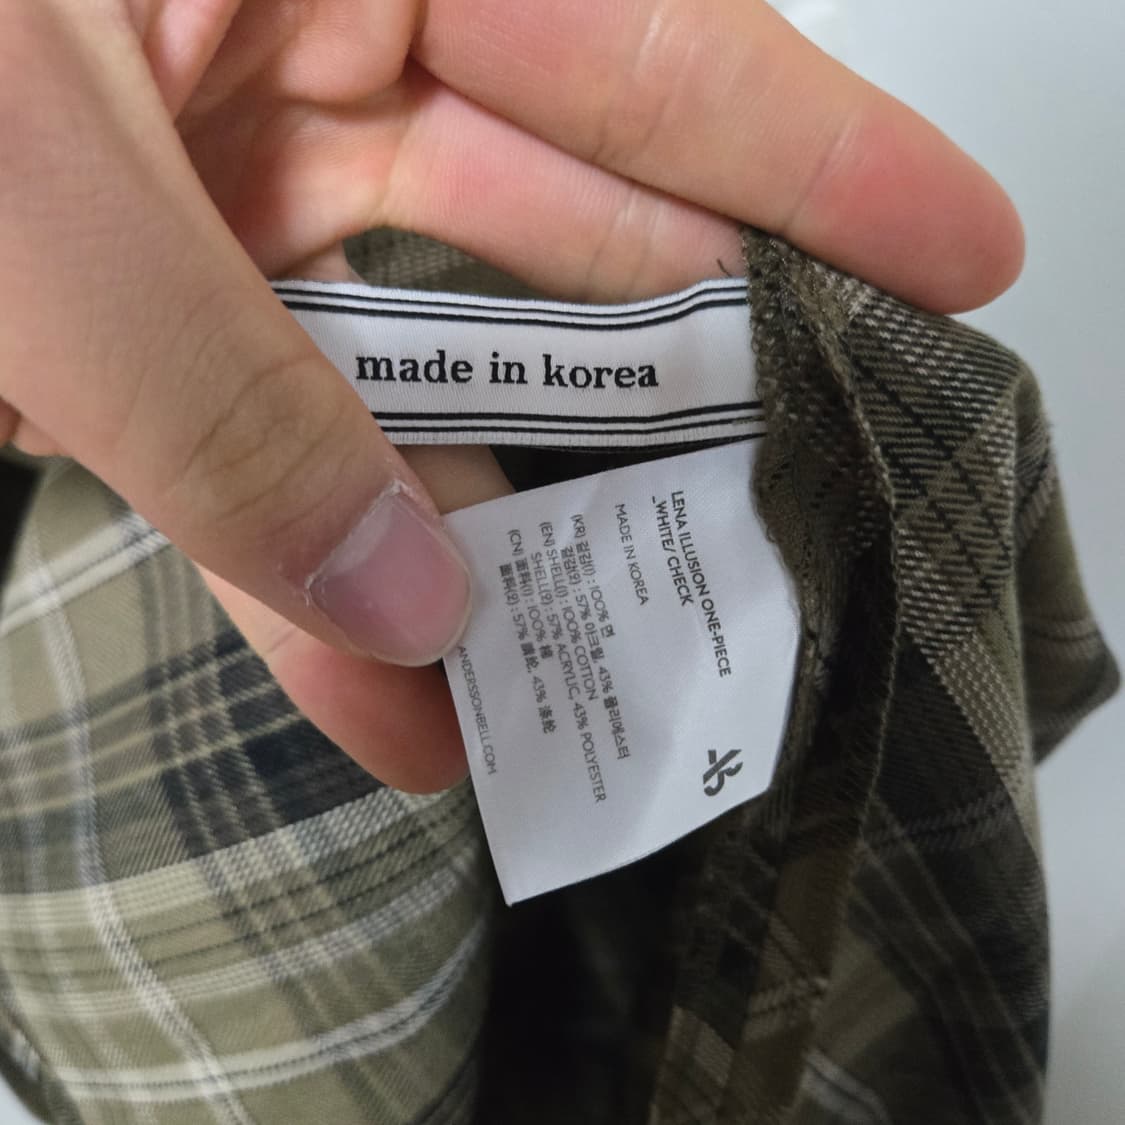 made in korea
LENA ILLUSION ONE-PIECE
_WHITE/ CHECK
MADE IN KOREA
(KR) 겉감(1) : 100% 면
겉감(2) : 57% 아크릴, 43% 폴리에스터
(EN) SHELL(1) : 100% COTTON
SHELL(2) : 57% ACRYLIC, 43% POLYESTER
(CN) 面料(1) : 100% 棉
面料(2) : 57% 腈纶, 43% 涤纶
ANDERSSONBELL.COM